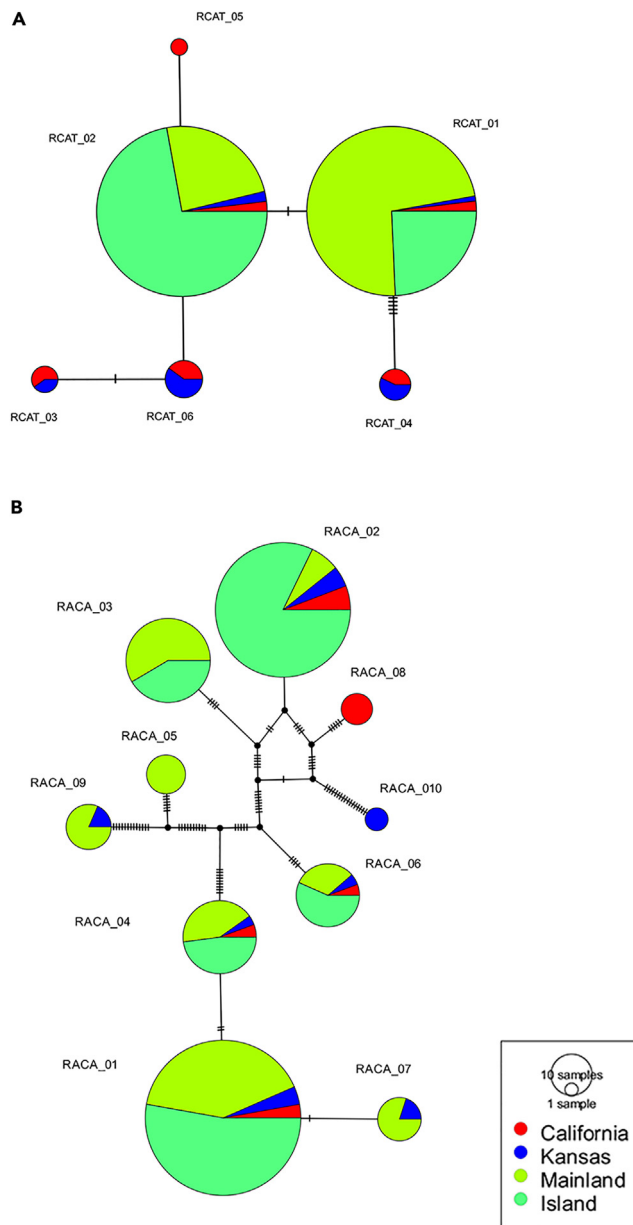 A
RCAT_05
RCAT_02
RCAT_01
RCAT_03
RCAT_06
RCAT_04
B
RACA_02
RACA_03
RACA_08
RACA_05
RACA_09
RACA_010
RACA_06
RACA_04
RACA_01
RACA_07
10 samples
1 sample
California
Kansas
Mainland
Island